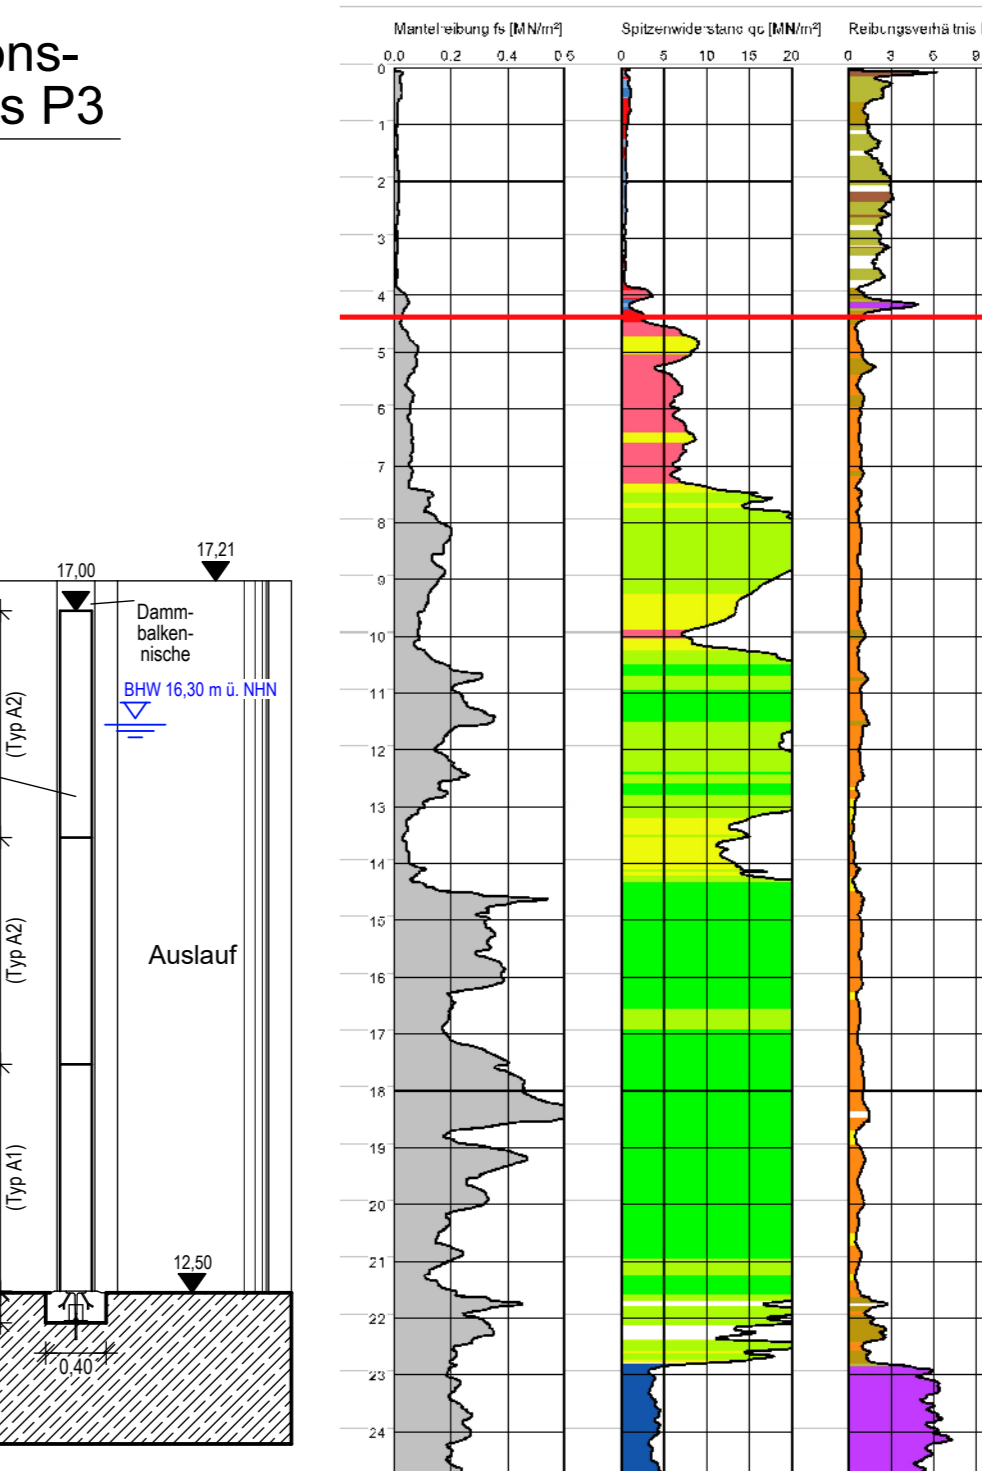 ons-
s P3
17,21
17,00
Damm-
balken-
nische
BHW 16,30 m ü. NHN
(Typ A2)
(Typ A2)
Auslauf
(Typ A1)
12,50
0,40
Mantelreibung fs [MN/m²]
0.0 0.2 0.4 0.6
Spitzenwiderstand qc [MN/m²]
0 5 10 15 20
Reibungsverhältnis
0 3 6 9
0
1
2
3
4
5
6
7
8
9
10
11
12
13
14
15
16
17
18
19
20
21
22
23
24